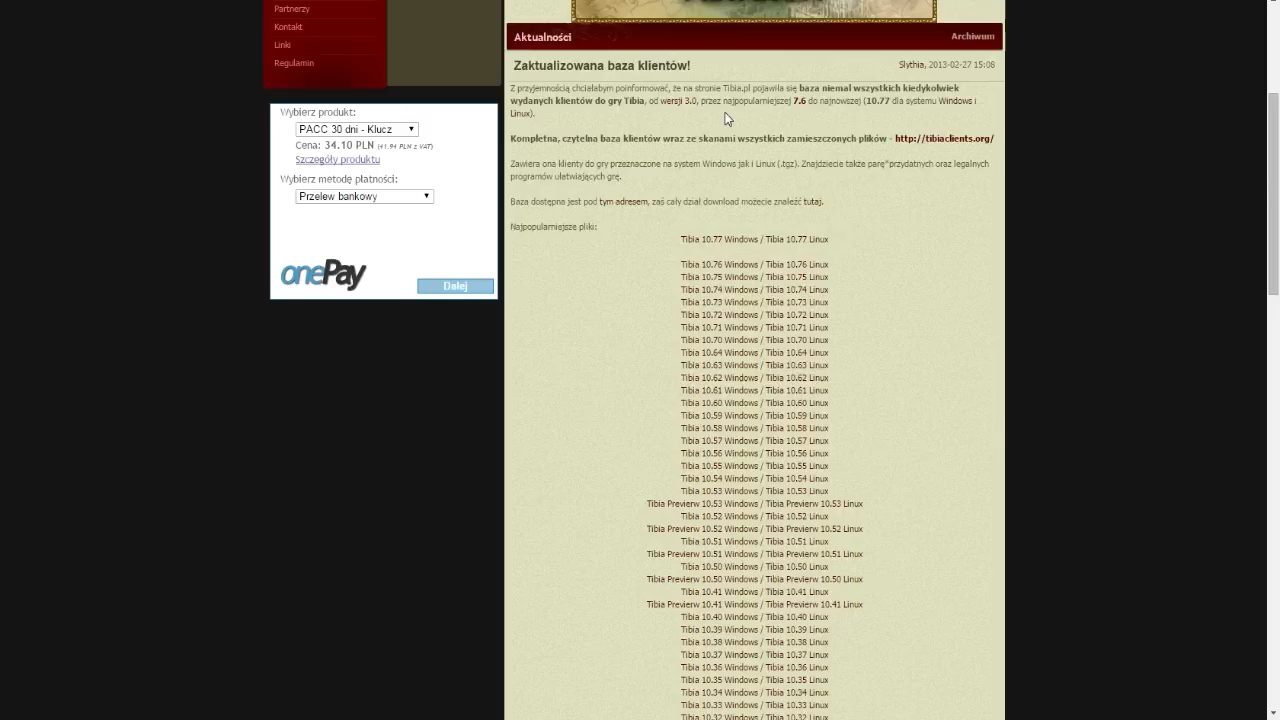 Partnerzy
Kontakt
Linki
Regulamin
Wybierz produkt:
PACC 30 dni - Klucz
Cena: 34.10 PLN (41.94 PLN z VAT)
Szczegóły produktu
Wybierz metodę płatności:
Przelew bankowy
onePay
Dalej
Aktualności
Archiwum
Zaktualizowana baza klientów!
Slythia, 2013-02-27 15:08
Z przyjemnością chciałabym poinformować, że na stronie Tibia.pl pojawiła się baza niemal wszystkich kiedykolwiek
wydanych klientów do gry Tibia, od wersji 3.0, przez najpopularniejszej 7.6 do najnowszej (10.77 dla systemu Windows i
Linux).
Kompletna, czytelna baza klientów wraz ze skanami wszystkich zamieszczonych plików - http://tibiaclients.org/
Zawiera ona klienty do gry przeznaczone na system Windows jak i Linux (.tgz). Znajdziecie także parę przydatnych oraz legalnych
programów ułatwiających grę.
Baza dostępna jest pod tym adresem, zaś cały dział download możecie znaleźć tutaj.
Najpopularniejsze pliki:
Tibia 10.77 Windows / Tibia 10.77 Linux
Tibia 10.76 Windows / Tibia 10.76 Linux
Tibia 10.75 Windows / Tibia 10.75 Linux
Tibia 10.74 Windows / Tibia 10.74 Linux
Tibia 10.73 Windows / Tibia 10.73 Linux
Tibia 10.72 Windows / Tibia 10.72 Linux
Tibia 10.71 Windows / Tibia 10.71 Linux
Tibia 10.70 Windows / Tibia 10.70 Linux
Tibia 10.64 Windows / Tibia 10.64 Linux
Tibia 10.63 Windows / Tibia 10.63 Linux
Tibia 10.62 Windows / Tibia 10.62 Linux
Tibia 10.61 Windows / Tibia 10.61 Linux
Tibia 10.60 Windows / Tibia 10.60 Linux
Tibia 10.59 Windows / Tibia 10.59 Linux
Tibia 10.58 Windows / Tibia 10.58 Linux
Tibia 10.57 Windows / Tibia 10.57 Linux
Tibia 10.56 Windows / Tibia 10.56 Linux
Tibia 10.55 Windows / Tibia 10.55 Linux
Tibia 10.54 Windows / Tibia 10.54 Linux
Tibia 10.53 Windows / Tibia 10.53 Linux
Tibia Previerw 10.53 Windows / Tibia Previerw 10.53 Linux
Tibia 10.52 Windows / Tibia 10.52 Linux
Tibia Previerw 10.52 Windows / Tibia Previerw 10.52 Linux
Tibia 10.51 Windows / Tibia 10.51 Linux
Tibia Previerw 10.51 Windows / Tibia Previerw 10.51 Linux
Tibia 10.50 Windows / Tibia 10.50 Linux
Tibia Previerw 10.50 Windows / Tibia Previerw 10.50 Linux
Tibia 10.41 Windows / Tibia 10.41 Linux
Tibia Previerw 10.41 Windows / Tibia Previerw 10.41 Linux
Tibia 10.40 Windows / Tibia 10.40 Linux
Tibia 10.39 Windows / Tibia 10.39 Linux
Tibia 10.38 Windows / Tibia 10.38 Linux
Tibia 10.37 Windows / Tibia 10.37 Linux
Tibia 10.36 Windows / Tibia 10.36 Linux
Tibia 10.35 Windows / Tibia 10.35 Linux
Tibia 10.34 Windows / Tibia 10.34 Linux
Tibia 10.33 Windows / Tibia 10.33 Linux
Tibia 10.32 Windows / Tibia 10.32 Linux